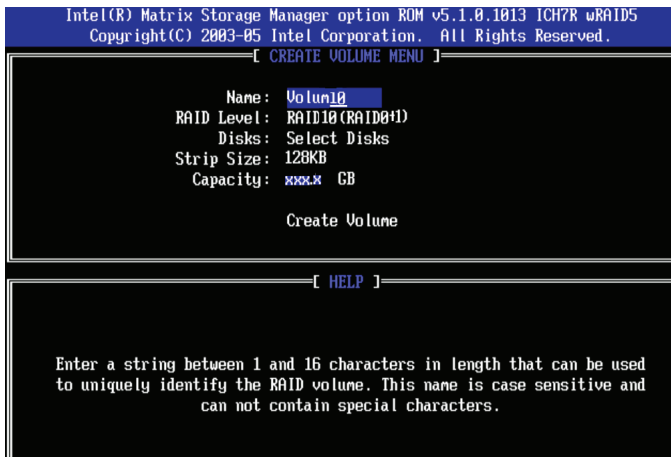 Intel(R) Matrix Storage Manager option ROM v5.1.0.1013 ICH7R wRAID5
Copyright(C) 2003-05 Intel Corporation. All Rights Reserved.
[ CREATE VOLUME MENU ]
Name: Volum10
RAID Level: RAID10(RAID0+1)
Disks: Select Disks
Strip Size: 128KB
Capacity: xxx.x GB
Create Volume
[ HELP ]
Enter a string between 1 and 16 characters in length that can be used
to uniquely identify the RAID volume. This name is case sensitive and
can not contain special characters.